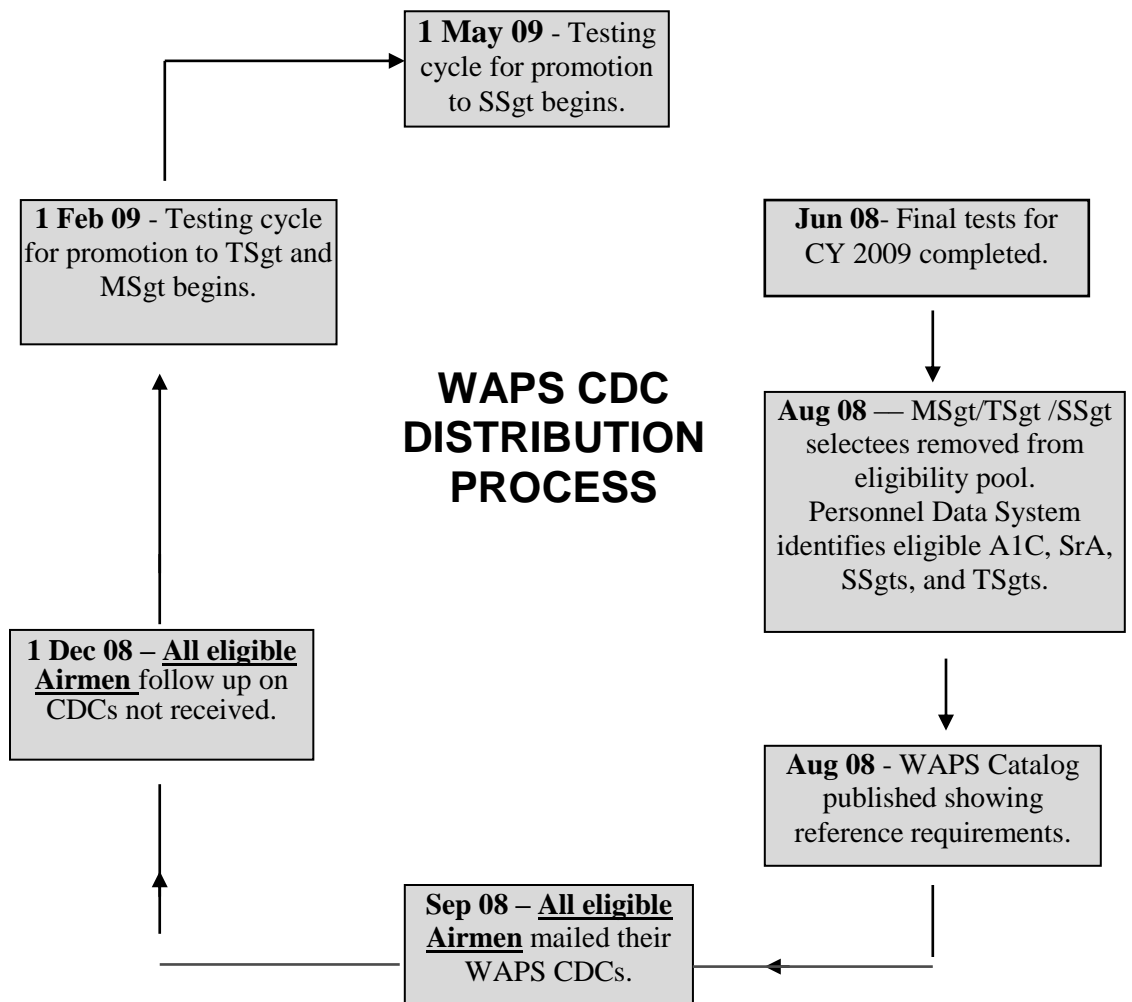 1 May 09 - Testing
cycle for promotion
to SSgt begins.
1 Feb 09 - Testing cycle
for promotion to TSgt and
MSgt begins.
Jun 08- Final tests for
CY 2009 completed.
WAPS CDC
DISTRIBUTION
PROCESS
Aug 08 — MSgt/TSgt /SSgt
selectees removed from
eligibility pool.
Personnel Data System
identifies eligible A1C, SrA,
SSgts, and TSgts.
1 Dec 08 – All eligible
Airmen follow up on
CDCs not received.
Aug 08 - WAPS Catalog
published showing
reference requirements.
Sep 08 – All eligible
Airmen mailed their
WAPS CDCs.